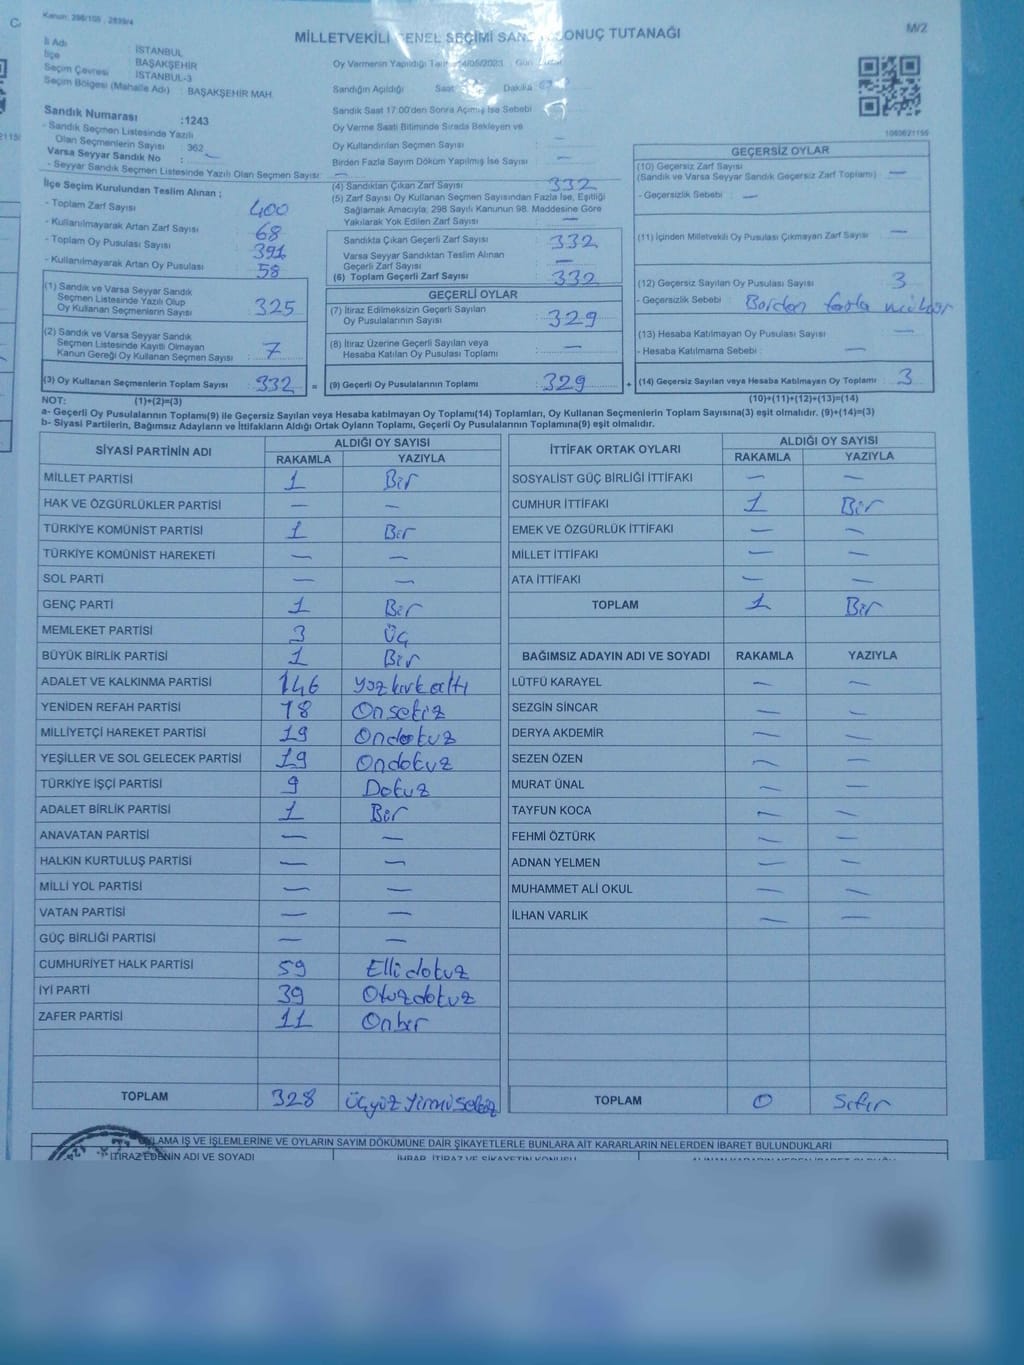 Kanun: 298/105 , 2839/4
MİLLETVEKİLİ GENEL SEÇİMİ SONUÇ TUTANAĞI
M/Z
İli Adı : İSTANBUL
İlçe : BAŞAKŞEHİR
Seçim Çevresi : İSTANBUL-3
Seçim Bölgesi (Mahalle Adı) : BAŞAKŞEHİR MAH.
Sandık Numarası :1243
- Sandık Seçmen Listesinde Yazılı
Olan Seçmenlerin Sayısı : 362
Varsa Seyyar Sandık No : —
- Seyyar Sandık Seçmen Listesinde Yazılı Olan Seçmen Sayısı: —
İlçe Seçim Kurulundan Teslim Alınan ;
- Toplam Zarf Sayısı : 400
- Kullanılmayarak Artan Zarf Sayısı : 68
- Toplam Oy Pusulası Sayısı : 391
- Kullanılmayarak Artan Oy Pusulası : 58
(1) Sandık ve Varsa Seyyar Sandık
Seçmen Listesinde Yazılı Olup
Oy Kullanan Seçmenlerin Sayısı : 325
(2) Sandık ve Varsa Seyyar Sandık
Seçmen Listesinde Kayıtlı Olmayan
Kanun Gereği Oy Kullanan Seçmen Sayısı : 7
(3) Oy Kullanan Seçmenlerin Toplam Sayısı : 332
Oy Vermenin Yapıldığı
Sandığın Açıldığı Saat Dakika
Sandık Saat 17:00'den Sonra Açılmış İse Sebebi —
Oy Verme Saati Bitiminde Sırada Bekleyen ve
Oy Kullandırılan Seçmen Sayısı : —
Birden Fazla Sayım Döküm Yapılmış İse Sayısı : —
(4) Sandıktan Çıkan Zarf Sayısı : 332
(5) Zarf Sayısı Oy Kullanan Seçmen Sayısından Fazla İse, Eşitliği
Sağlamak Amacıyla; 298 Sayılı Kanunun 98. Maddesine Göre
Yakılarak Yok Edilen Zarf Sayısı : —
Sandıkta Çıkan Geçerli Zarf Sayısı : 332
Varsa Seyyar Sandıktan Teslim Alınan
Geçerli Zarf Sayısı : —
(6) Toplam Geçerli Zarf Sayısı : 332
GEÇERLİ OYLAR
(7) İtiraz Edilmeksizin Geçerli Sayılan
Oy Pusulalarının Sayısı : 329
(8) İtiraz Üzerine Geçerli Sayılan veya
Hesaba Katılan Oy Pusulası Toplamı : —
= (9) Geçerli Oy Pusulalarının Toplamı : 329
1080621155
GEÇERSİZ OYLAR
(10) Geçersiz Zarf Sayısı
(Sandık ve Varsa Seyyar Sandık Geçersiz Zarf Toplamı) : —
- Geçersizlik Sebebi : —
(11) İçinden Milletvekili Oy Pusulası Çıkmayan Zarf Sayısı : —
(12) Geçersiz Sayılan Oy Pusulası Sayısı : 3
- Geçersizlik Sebebi : Birden fazla mühür
(13) Hesaba Katılmayan Oy Pusulası Sayısı : —
- Hesaba Katılmama Sebebi : —
+ (14) Geçersiz Sayılan veya Hesaba Katılmayan Oy Toplamı : 3
NOT: (1)+(2)=(3) (10)+(11)+(12)+(13)=(14)
a- Geçerli Oy Pusulalarının Toplamı(9) ile Geçersiz Sayılan veya Hesaba katılmayan Oy Toplamı(14) Toplamları, Oy Kullanan Seçmenlerin Toplam Sayısına(3) eşit olmalıdır. (9)+(14)=(3)
b- Siyasi Partilerin, Bağımsız Adayların ve İttifakların Aldığı Ortak Oyların Toplamı, Geçerli Oy Pusulalarının Toplamına(9) eşit olmalıdır.
SİYASİ PARTİNİN ADI ALDIĞI OY SAYISI
RAKAMLA YAZIYLA
MİLLET PARTİSİ 1 Bir
HAK VE ÖZGÜRLÜKLER PARTİSİ — —
TÜRKİYE KOMÜNİST PARTİSİ 1 Bir
TÜRKİYE KOMÜNİST HAREKETİ — —
SOL PARTİ — —
GENÇ PARTİ 1 Bir
MEMLEKET PARTİSİ 3 Üç
BÜYÜK BİRLİK PARTİSİ 1 Bir
ADALET VE KALKINMA PARTİSİ 146 yüzkırkaltı
YENİDEN REFAH PARTİSİ 18 Onsekiz
MİLLİYETÇİ HAREKET PARTİSİ 19 Ondokuz
YEŞİLLER VE SOL GELECEK PARTİSİ 19 Ondokuz
TÜRKİYE İŞÇİ PARTİSİ 9 Dokuz
ADALET BİRLİK PARTİSİ 1 Bir
ANAVATAN PARTİSİ — —
HALKIN KURTULUŞ PARTİSİ — —
MİLLİ YOL PARTİSİ — —
VATAN PARTİSİ — —
GÜÇ BİRLİĞİ PARTİSİ — —
CUMHURİYET HALK PARTİSİ 59 Elli dokuz
İYİ PARTİ 39 Otuzdokuz
ZAFER PARTİSİ 11 Onbir
TOPLAM 328 Üçyüz yirmisekiz
İTTİFAK ORTAK OYLARI ALDIĞI OY SAYISI
RAKAMLA YAZIYLA
SOSYALİST GÜÇ BİRLİĞİ İTTİFAKI — —
CUMHUR İTTİFAKI 1 Bir
EMEK VE ÖZGÜRLÜK İTTİFAKI — —
MİLLET İTTİFAKI — —
ATA İTTİFAKI — —
TOPLAM 1 Bir
BAĞIMSIZ ADAYIN ADI VE SOYADI RAKAMLA YAZIYLA
LÜTFÜ KARAYEL — —
SEZGİN SİNCAR — —
DERYA AKDEMİR — —
SEZEN ÖZEN — —
MURAT ÜNAL — —
TAYFUN KOCA — —
FEHMİ ÖZTÜRK — —
ADNAN YELMEN — —
MUHAMMET ALİ OKUL — —
İLHAN VARLIK — —
TOPLAM 0 Sıfır
LAMA İŞ VE İŞLEMLERİNE VE OYLARIN SAYIM DÖKÜMÜNE DAİR ŞİKAYETLERLE BUNLARA AİT KARARLARIN NELERDEN İBARET BULUNDUKLARI
İTİRAZ EDENİN ADI VE SOYADI İHBAR, İTİRAZ VE ŞİKAYETİN KONUSU